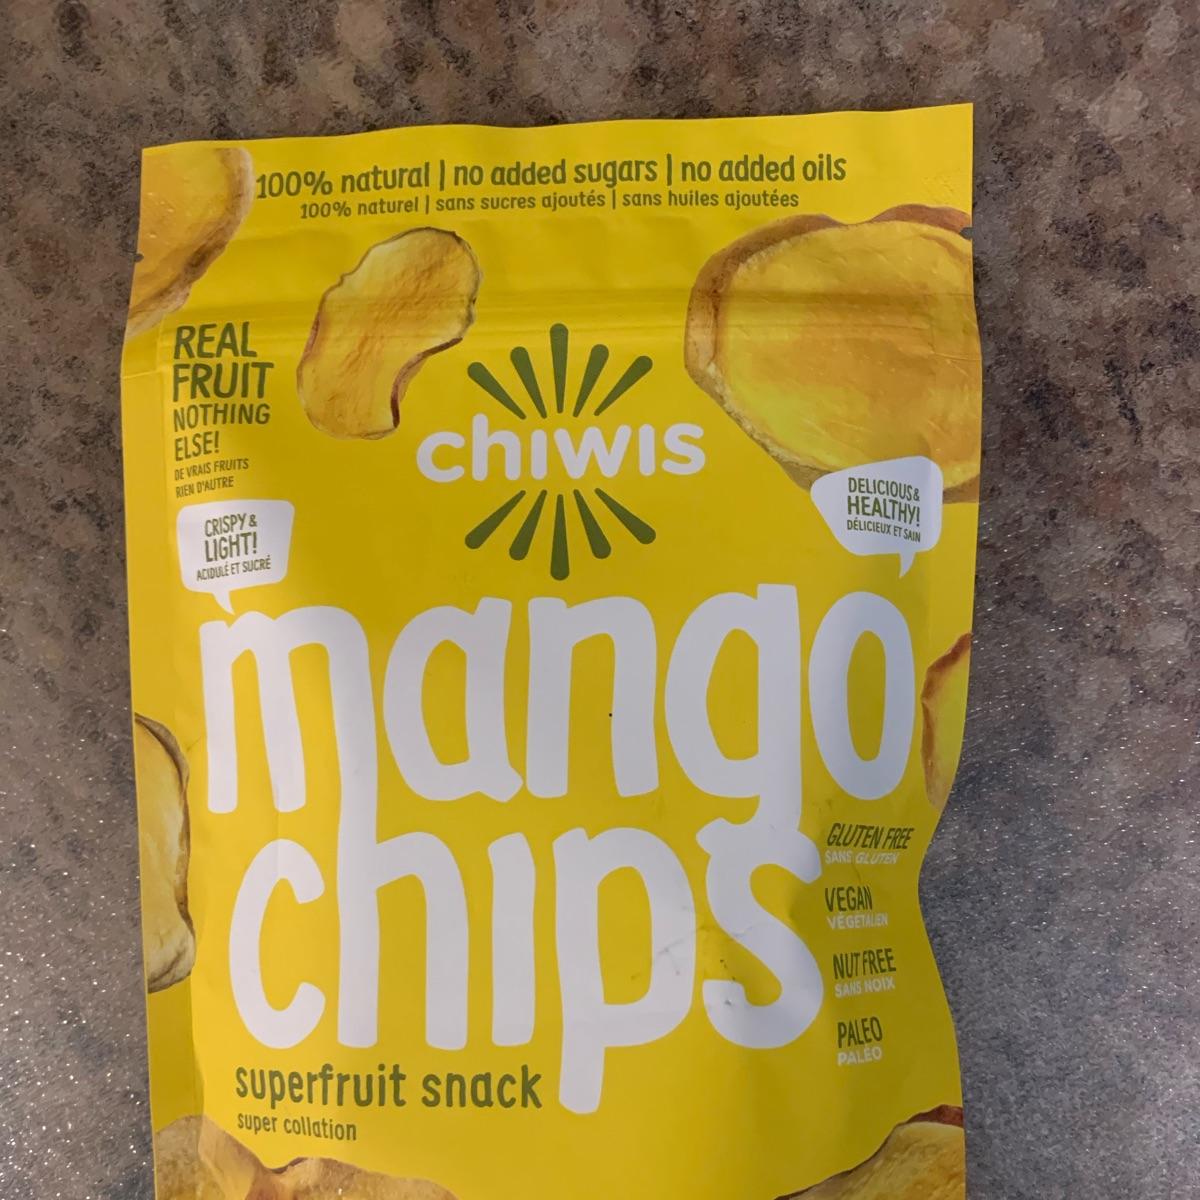 100% natural | no added sugars | no added oils
100% naturel | sans sucres ajoutés | sans huiles ajoutées
REAL
FRUIT
NOTHING
ELSE!
DE VRAIS FRUITS
RIEN D'AUTRE
chiwis
CRISPY &
LIGHT!
ACIDULÉ ET SUCRÉ
DELICIOUS &
HEALTHY!
DÉLICIEUX ET SAIN
mango
chips
GLUTEN FREE
SANS GLUTEN
VEGAN
VÉGÉTALIEN
NUT FREE
SANS NOIX
PALEO
PALÉO
superfruit snack
super collation